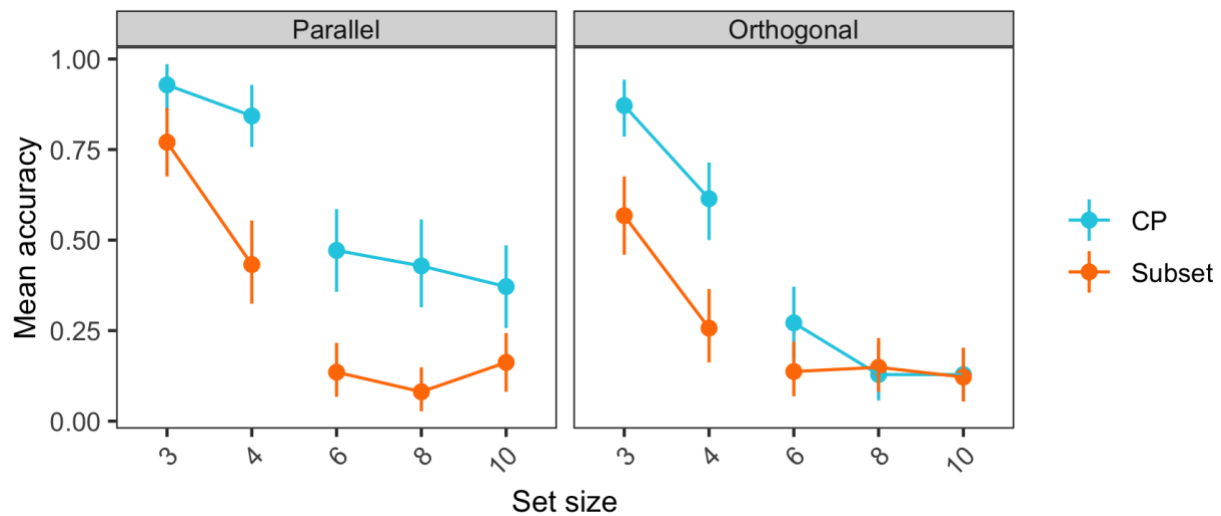 Parallel
Orthogonal
Mean accuracy
1.00
0.75
0.50
0.25
0.00
3 4 6 8 10
3 4 6 8 10
Set size
CP
Subset